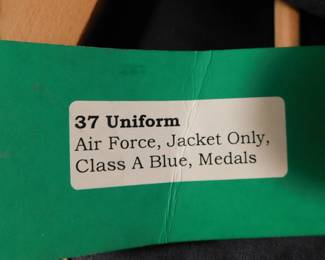 37 Uniform
Air Force, Jacket Only,
Class A Blue, Medals